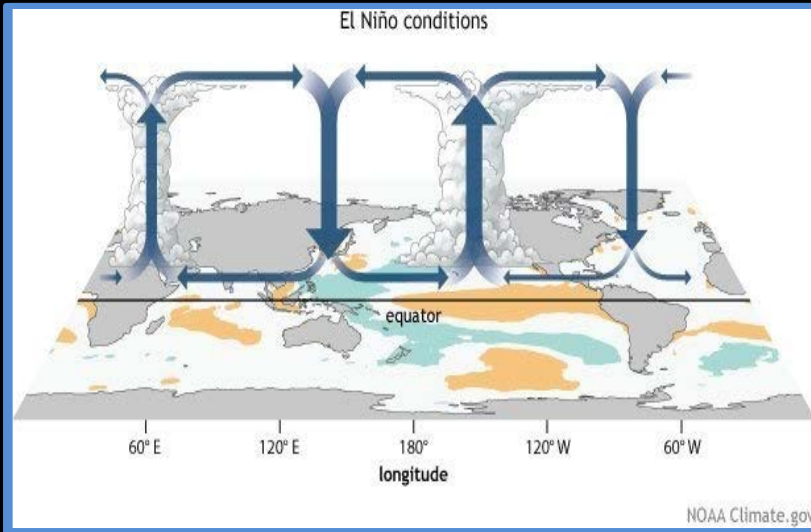 El Niño conditions
equator
60° E 120° E 180° 120° W 60° W
longitude
NOAA Climate.gov